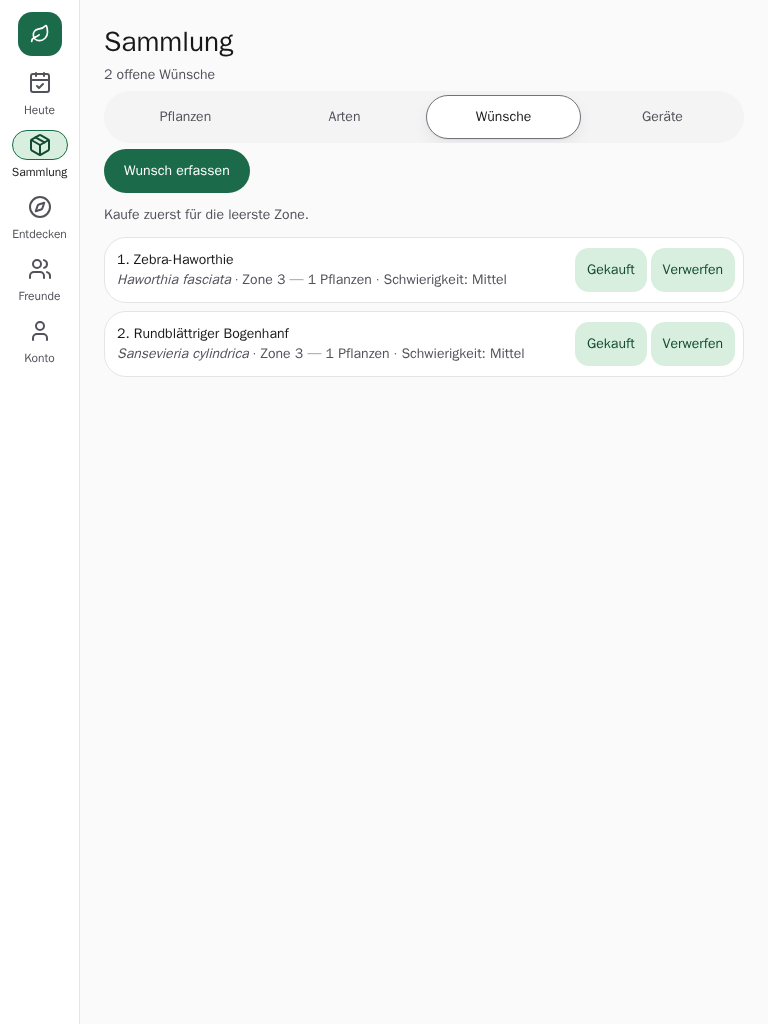 Heute
Sammlung
Entdecken
Freunde
Konto
Sammlung
2 offene Wünsche
Pflanzen
Arten
Wünsche
Geräte
Wunsch erfassen
Kaufe zuerst für die leerste Zone.
1. Zebra-Haworthie
Haworthia fasciata · Zone 3 — 1 Pflanzen · Schwierigkeit: Mittel
Gekauft
Verwerfen
2. Rundblättriger Bogenhanf
Sansevieria cylindrica · Zone 3 — 1 Pflanzen · Schwierigkeit: Mittel
Gekauft
Verwerfen